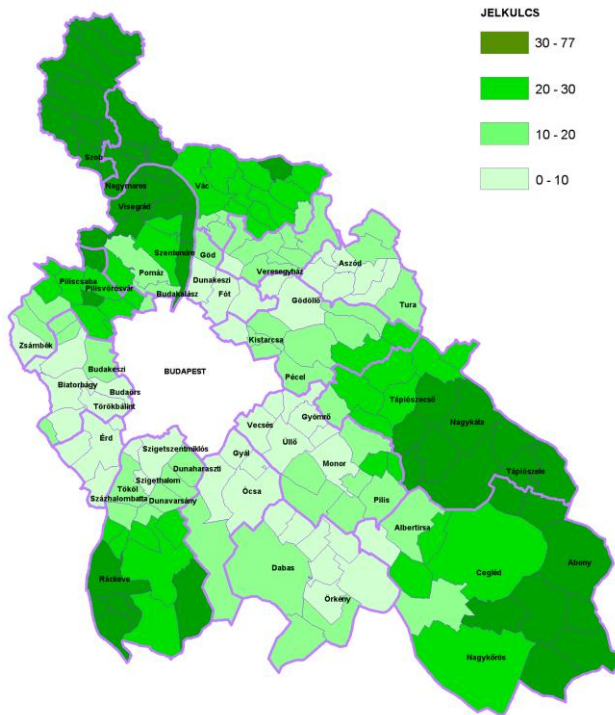 JELKULCS
30 - 77
20 - 30
10 - 20
0 - 10
Szob
Nagymaros
Visegrád
Vác
Szentendre
Göd
Pomáz
Veresegyház
Aszód
Piliscsaba
Pilisvörösvár
Dunakeszi
Budakalász
Fót
Gödöllő
Tura
Zsámbék
Kistarcsa
Budakeszi
BUDAPEST
Pécel
Biatorbágy
Budaörs
Törökbálint
Tápiószecső
Gyömrő
Nagykáta
Vecsés
Érd
Szigetszentmiklós
Gyál
Üllő
Dunaharaszti
Monor
Tápiószele
Szigethalom
Tököl
Ócsa
Százhalombatta
Dunavarsány
Pilis
Albertirsa
Abony
Dabas
Cegléd
Ráckeve
Örkény
Nagykőrös